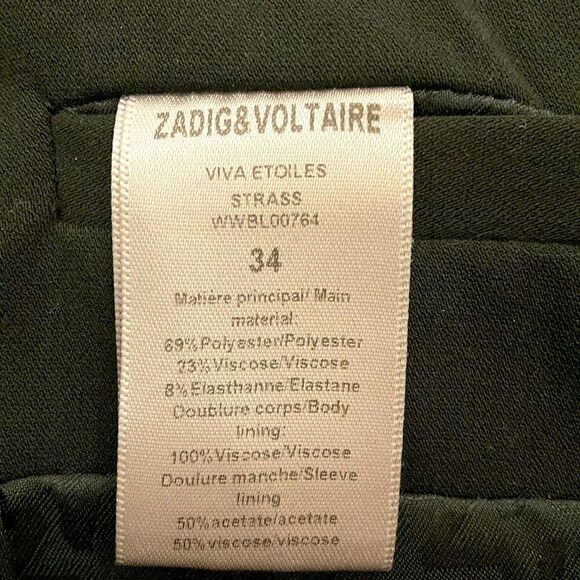 ZADIG&VOLTAIRE
VIVA ETOILES
STRASS
WWBL00764
34
Matière principal/ Main
material:
69%Polyester/Polyester
23%Viscose/Viscose
8%Elasthanne/Elastane
Doublure corps/Body
lining:
100%Viscose/Viscose
Doulure manche/Sleeve
lining
50%acetate/acetate
50%viscose/viscose